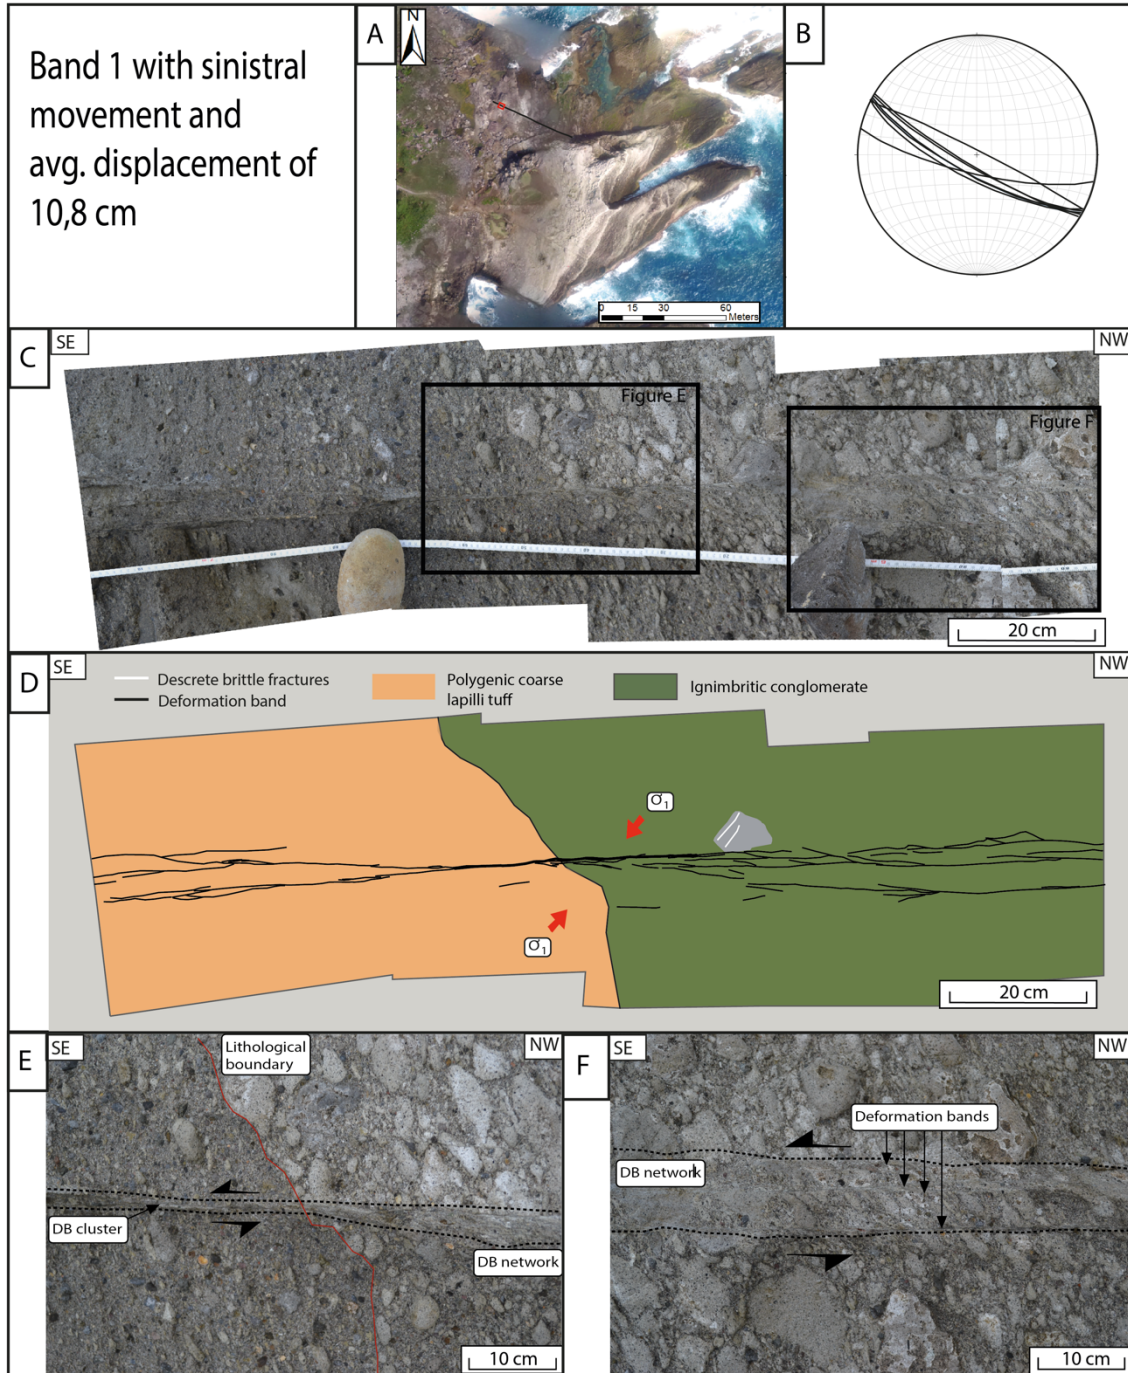 Band 1 with sinistral
movement and
avg. displacement of
10,8 cm
A
N
0 15 30 60
Meters
B
C
SE
NW
Figure E
Figure F
20 cm
D
SE
NW
Descrete brittle fractures
Deformation band
Polygenic coarse
lapilli tuff
Ignimbritic conglomerate
σ1
σ1
20 cm
E
SE
NW
Lithological
boundary
DB cluster
DB network
10 cm
F
SE
NW
Deformation bands
DB network
10 cm